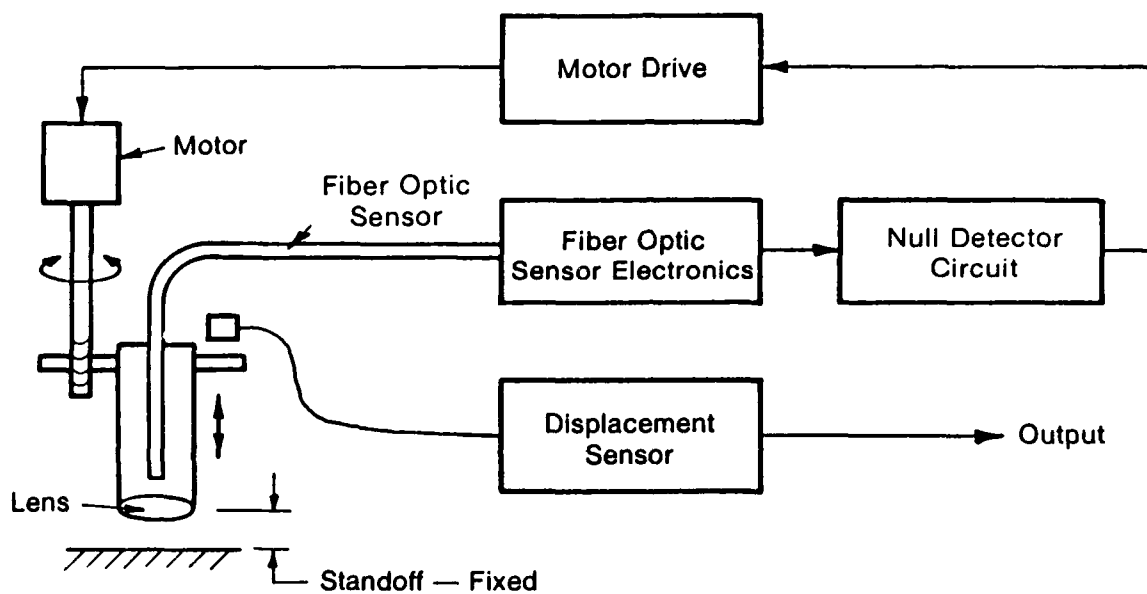 Motor Drive
Motor
Fiber Optic
Sensor
Fiber Optic
Sensor Electronics
Null Detector
Circuit
Displacement
Sensor
Output
Lens
Standoff — Fixed